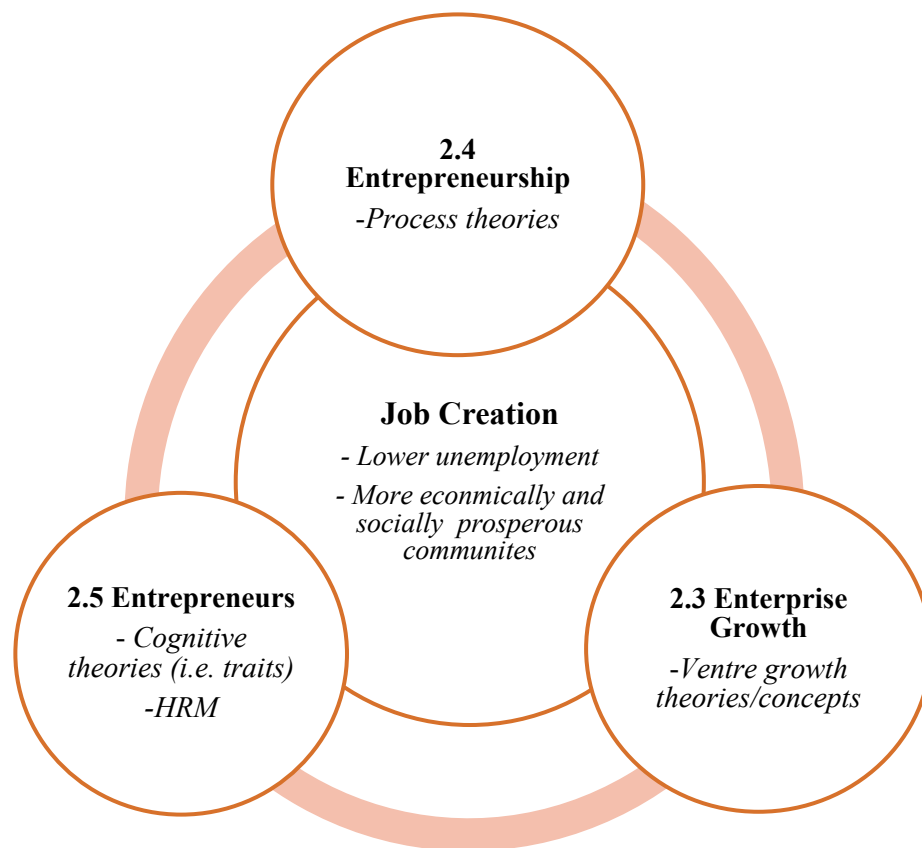 2.4
Entrepreneurship
-Process theories
Job Creation
- Lower unemployment
- More econmically and
socially prosperous
communites
2.5 Entrepreneurs
- Cognitive
theories (i.e. traits)
-HRM
2.3 Enterprise
Growth
-Ventre growth
theories/concepts